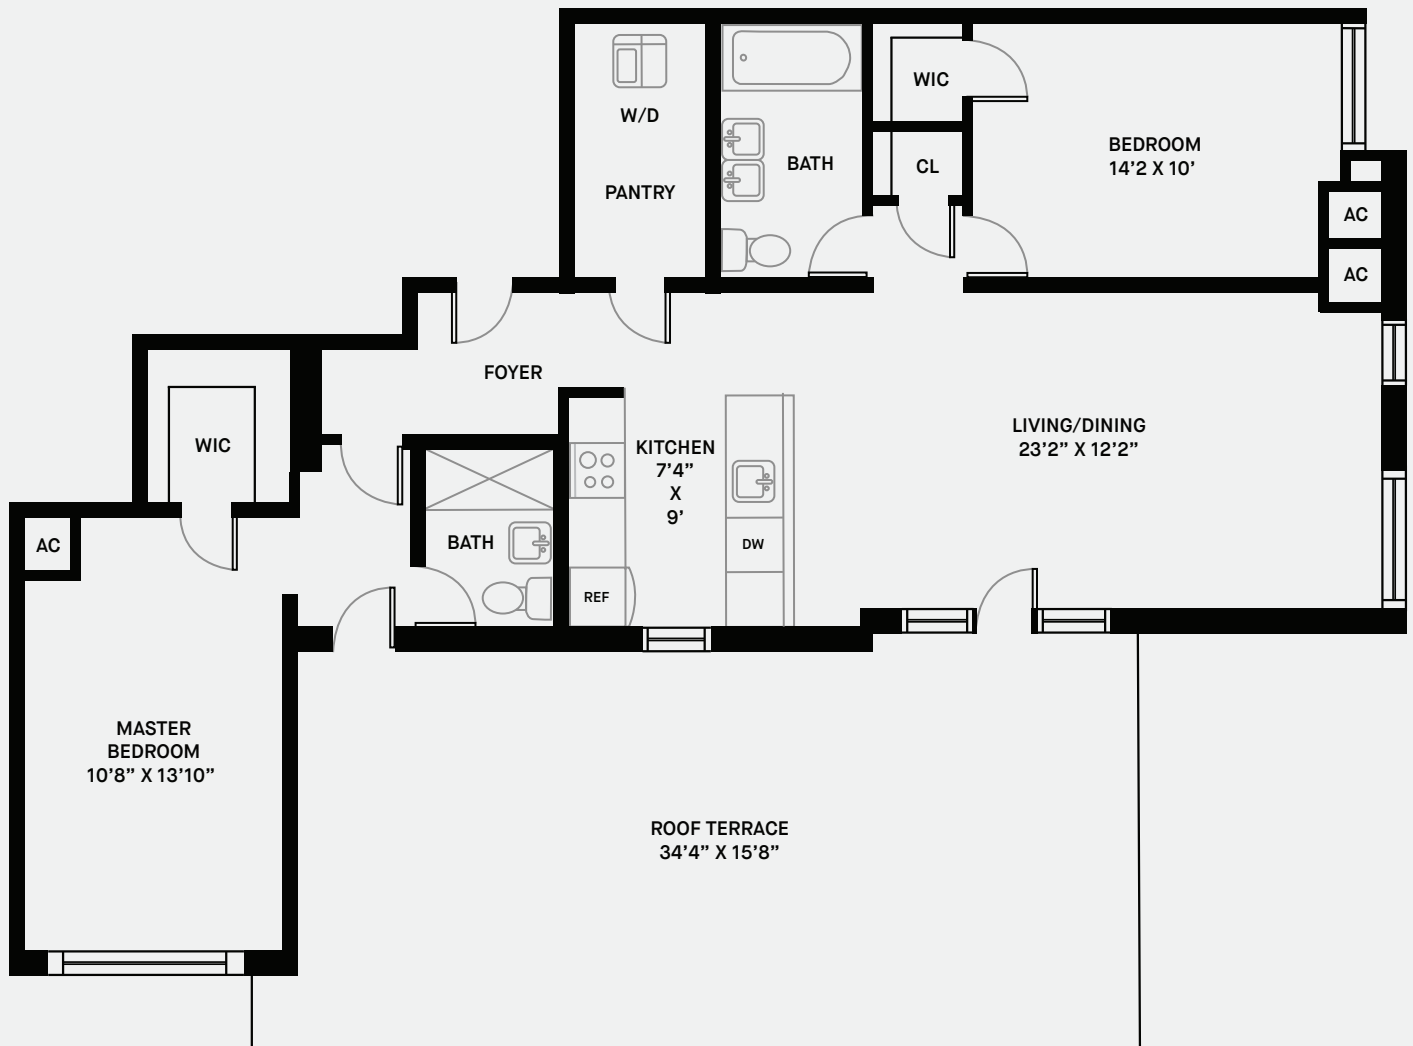 W/D
PANTRY
BATH
WIC
CL
BEDROOM
14’2 X 10’
AC
AC
FOYER
WIC
KITCHEN
7’4”
X
9’
LIVING/DINING
23’2” X 12’2”
AC
BATH
DW
REF
MASTER
BEDROOM
10’8” X 13’10”
ROOF TERRACE
34’4” X 15’8”